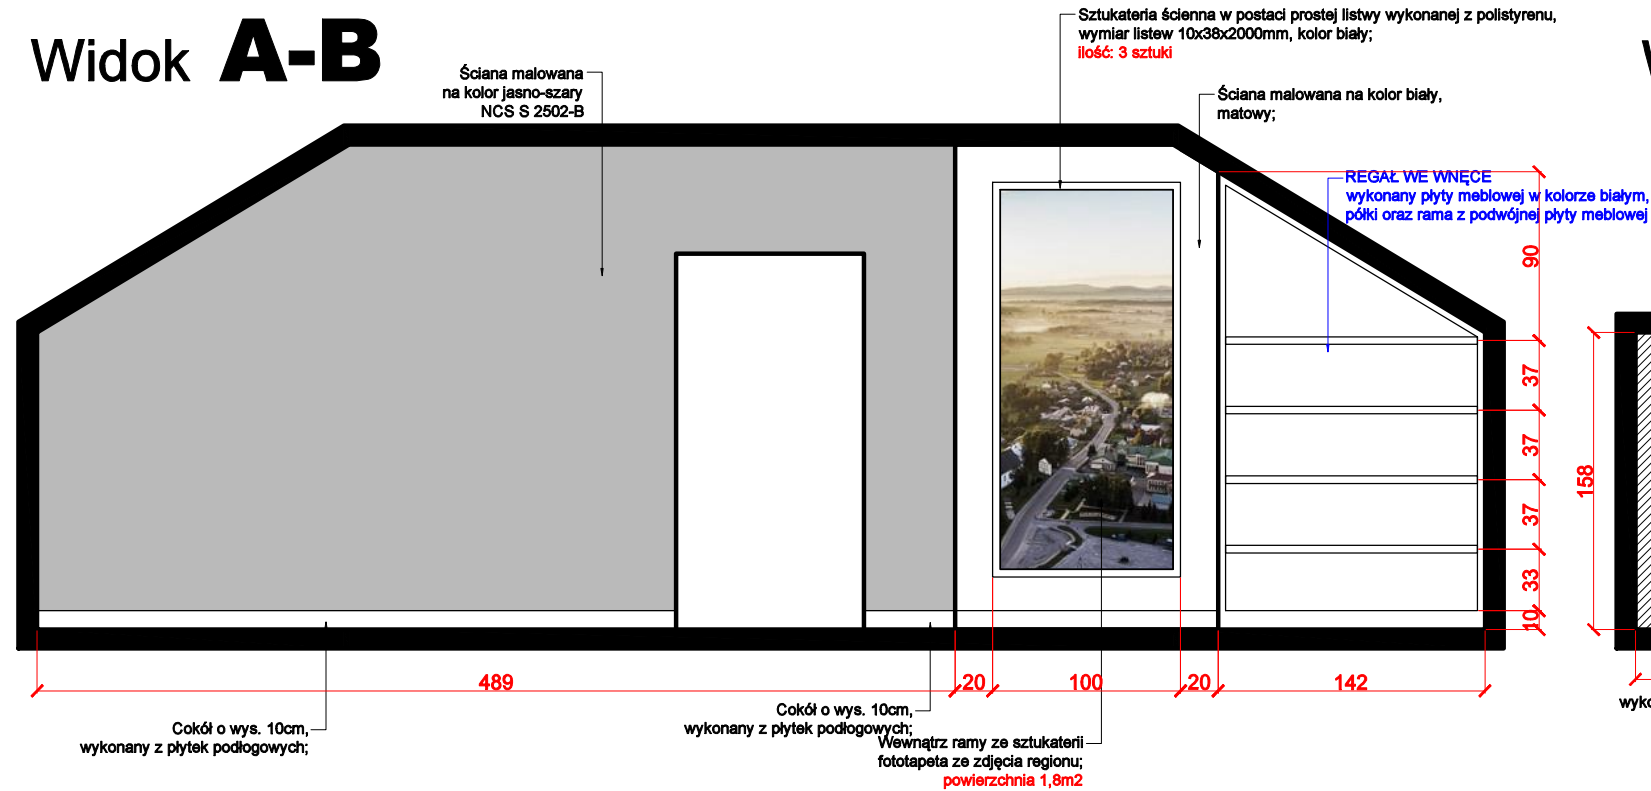 Widok A-B
Sztukateria ścienna w postaci prostej listwy wykonanej z polistyrenu,
wymiar listew 10x38x2000mm, kolor biały;
ilość: 3 sztuki
Ściana malowana
na kolor jasno-szary
NCS S 2502-B
Ściana malowana na kolor biały,
matowy;
REGAŁ WE WNĘCE
wykonany płyty meblowej w kolorze białym,
półki oraz rama z podwójnej płyty meblowej
90
37
37
37
33
10
158
489
20
100
20
142
Cokół o wys. 10cm,
wykonany z płytek podłogowych;
Cokół o wys. 10cm,
wykonany z płytek podłogowych;
Wewnątrz ramy ze sztukaterii
fototapeta ze zdjęcia regionu;
powierzchnia 1,8m2